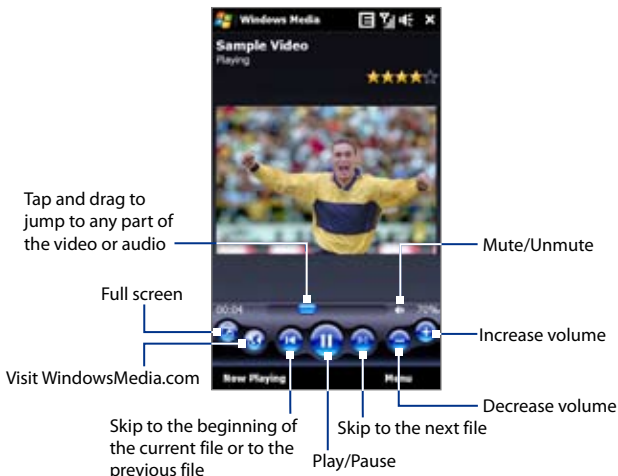 Windows Media
Sample Video
Playing
Tap and drag to
jump to any part of
the video or audio
Mute/Unmute
Full screen
00:04
70%
Increase volume
Visit WindowsMedia.com
Now Playing
Menu
Decrease volume
Skip to the beginning of
the current file or to the
previous file
Skip to the next file
Play/Pause